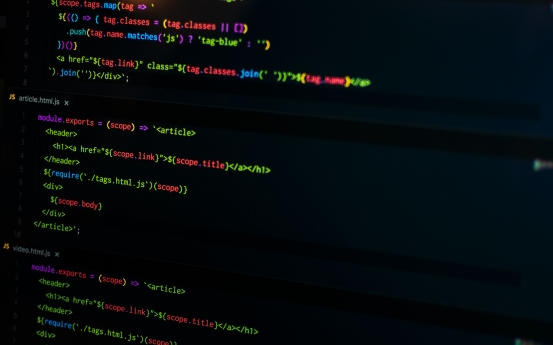 ${scope.tags.map(tag => `
${(() => { tag.classes = (tag.classes || [])
.push(tag.name.matches('js') ? 'tag-blue' : '')
})()}
<a href="${tag.link}" class="${tag.classes.join(' ')}">${tag.name}</a>
`).join('')}</div>`;
JS article.html.js ×
module.exports = (scope) => `<article>
<header>
<h1><a href="${scope.link}">${scope.title}</a></h1>
</header>
${require('./tags.html.js')(scope)}
<div>
${scope.body}
</div>
</article>`;
JS video.html.js ×
module.exports = (scope) => `<article>
<header>
<h1><a href="${scope.link}">${scope.title}</a></h1>
</header>
${require('./tags.html.js')(scope)}
<div>